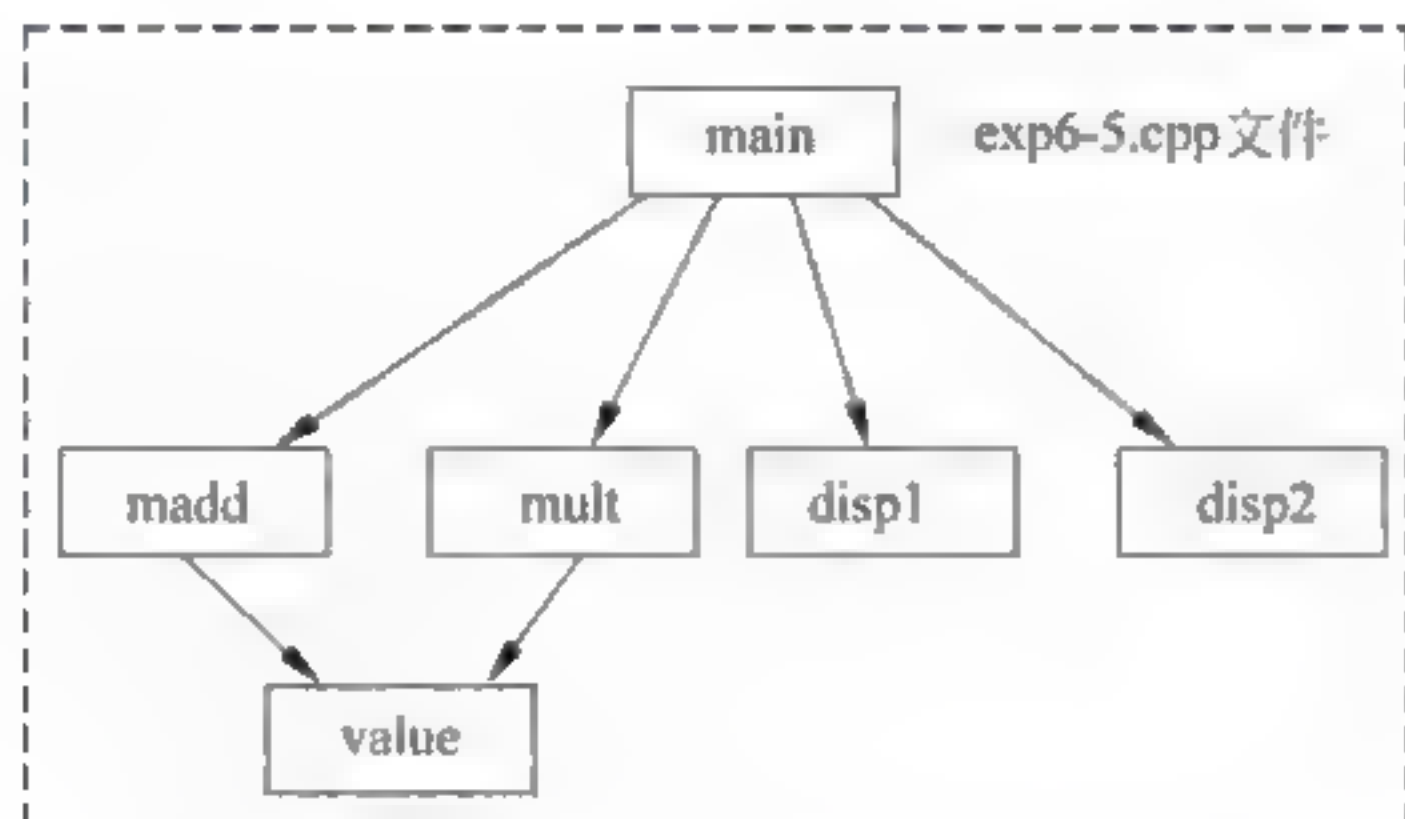 main
exp6-5.cpp文件
madd
mult
disp1
disp2
value